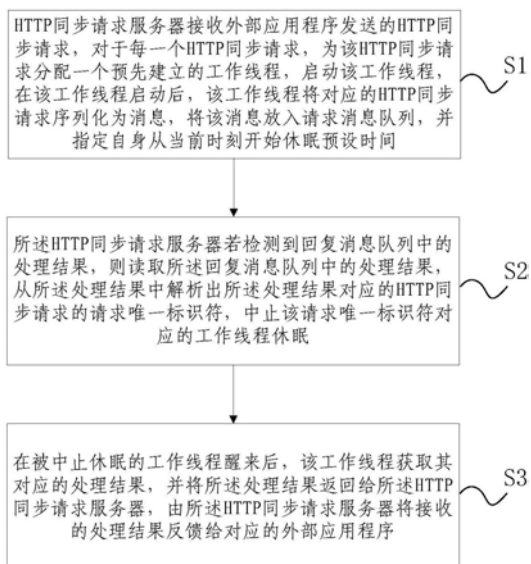 HTTP同步请求服务器接收外部应用程序发送的HTTP同
步请求，对于每一个HTTP同步请求，为该HTTP同步请
求分配一个预先建立的工作线程，启动该工作线程，
在该工作线程启动后，该工作线程将对应的HTTP同步
请求序列化为消息，将该消息放入请求消息队列，并
指定自身从当前时刻开始休眠预设时间
S1
所述HTTP同步请求服务器若检测到回复消息队列中的
处理结果，则读取所述回复消息队列中的处理结果，
从所述处理结果中解析出所述处理结果对应的HTTP同
步请求的请求唯一标识符，中止该请求唯一标识符对
应的工作线程休眠
S2
在被中止休眠的工作线程醒来后，该工作线程获取其
对应的处理结果，并将所述处理结果返回给所述HTTP
同步请求服务器，由所述HTTP同步请求服务器将接收
的处理结果反馈给对应的外部应用程序
S3